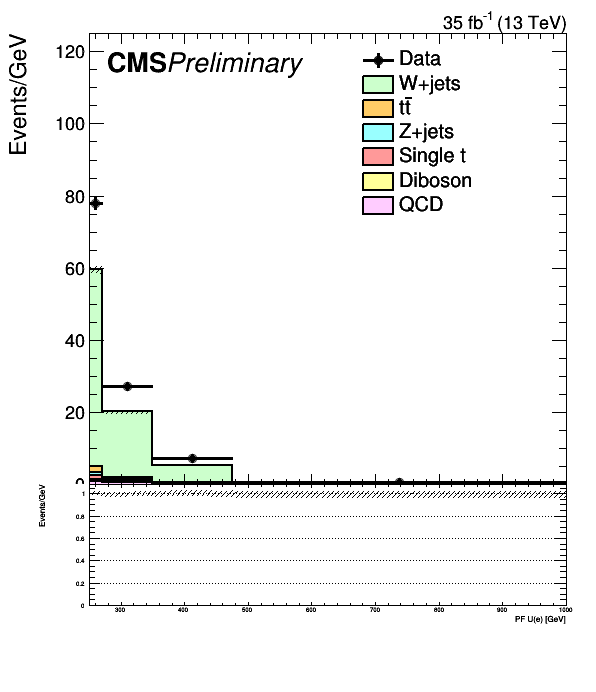 35 fb⁻¹ (13 TeV)
Events/GeV
CMS Preliminary
Data
W+jets
tt̄
Z+jets
Single t
Diboson
QCD
120
100
80
60
40
20
0
Events/GeV
1
0.8
0.6
0.4
0.2
0
300 400 500 600 700 800 900 1000
PF U(e) [GeV]